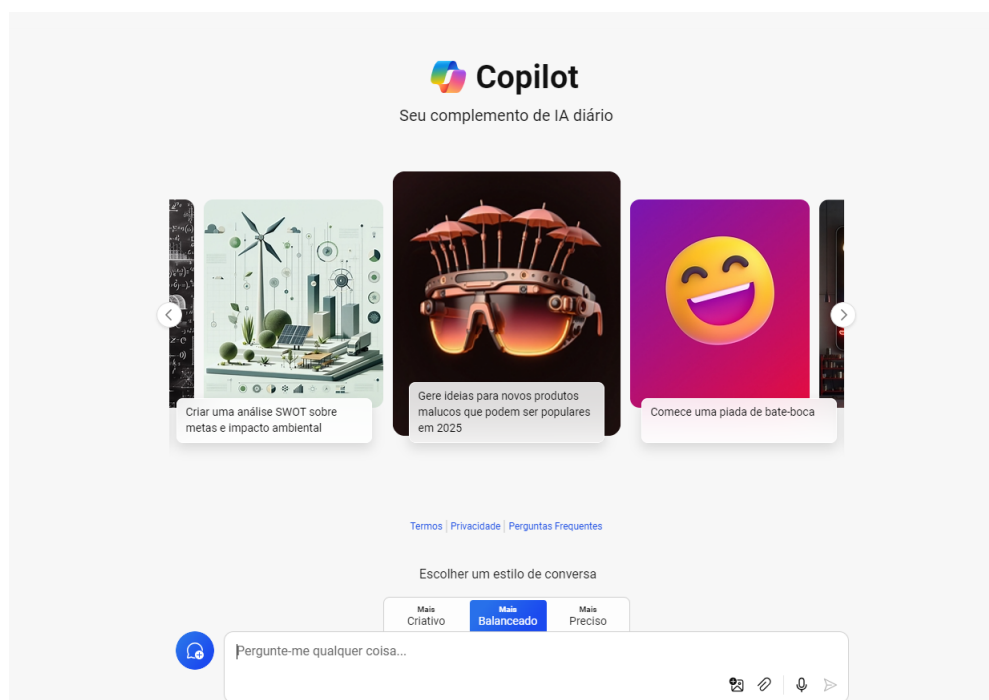 Copilot
Seu complemento de IA diário
Criar uma análise SWOT sobre
metas e impacto ambiental
Gere ideias para novos produtos
malucos que podem ser populares
em 2025
Comece uma piada de bate-boca
Termos | Privacidade | Perguntas Frequentes
Escolher um estilo de conversa
Mais
Criativo
Mais
Balanceado
Mais
Preciso
Pergunte-me qualquer coisa...